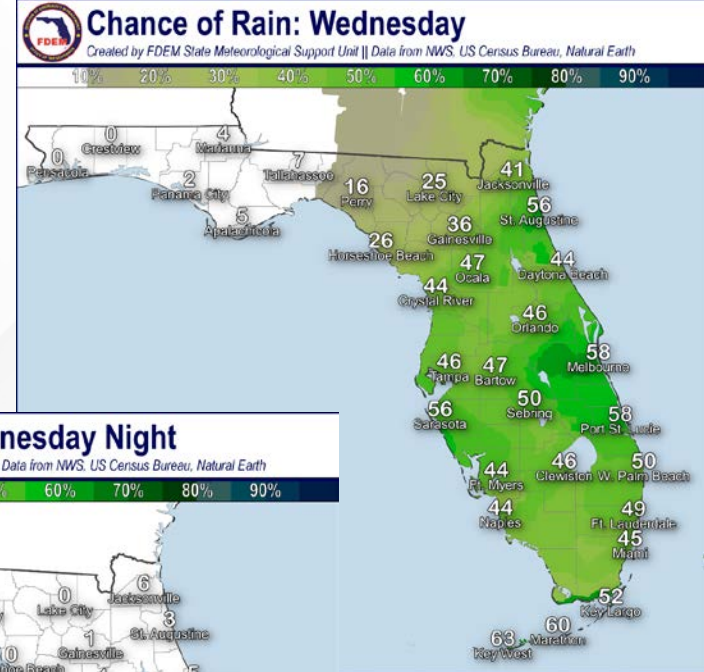 FDEM
Chance of Rain: Wednesday
Created by FDEM State Meteorological Support Unit || Data from NWS, US Census Bureau, Natural Earth
10% 20% 30% 40% 50% 60% 70% 80% 90%
0
Crestview
4
Marianna
0
Pensacola
7
Tallahassee
2
Panama City
5
Apalachicola
16
Perry
25
Lake City
41
Jacksonville
56
St. Augustine
36
Gainesville
26
Horseshoe Beach
47
Ocala
44
Daytona Beach
44
Crystal River
46
Orlando
58
Melbourne
46
Tampa
47
Bartow
50
Sebring
56
Sarasota
58
Port St. Lucie
44
Ft. Myers
46
Clewiston
50
W. Palm Beach
44
Naples
49
Ft. Lauderdale
45
Miami
52
Key Largo
60
Marathon
63
Key West
nesday Night
Data from NWS, US Census Bureau, Natural Earth
% 60% 70% 80% 90%
0
Lake City
6
Jacksonville
3
St. Augustine
1
Gainesville
0